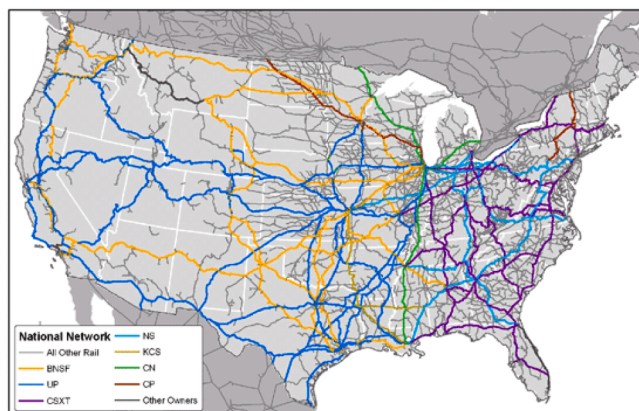 National Network
All Other Rail
BNSF
UP
CSXT
NS
KCS
CN
CP
Other Owners